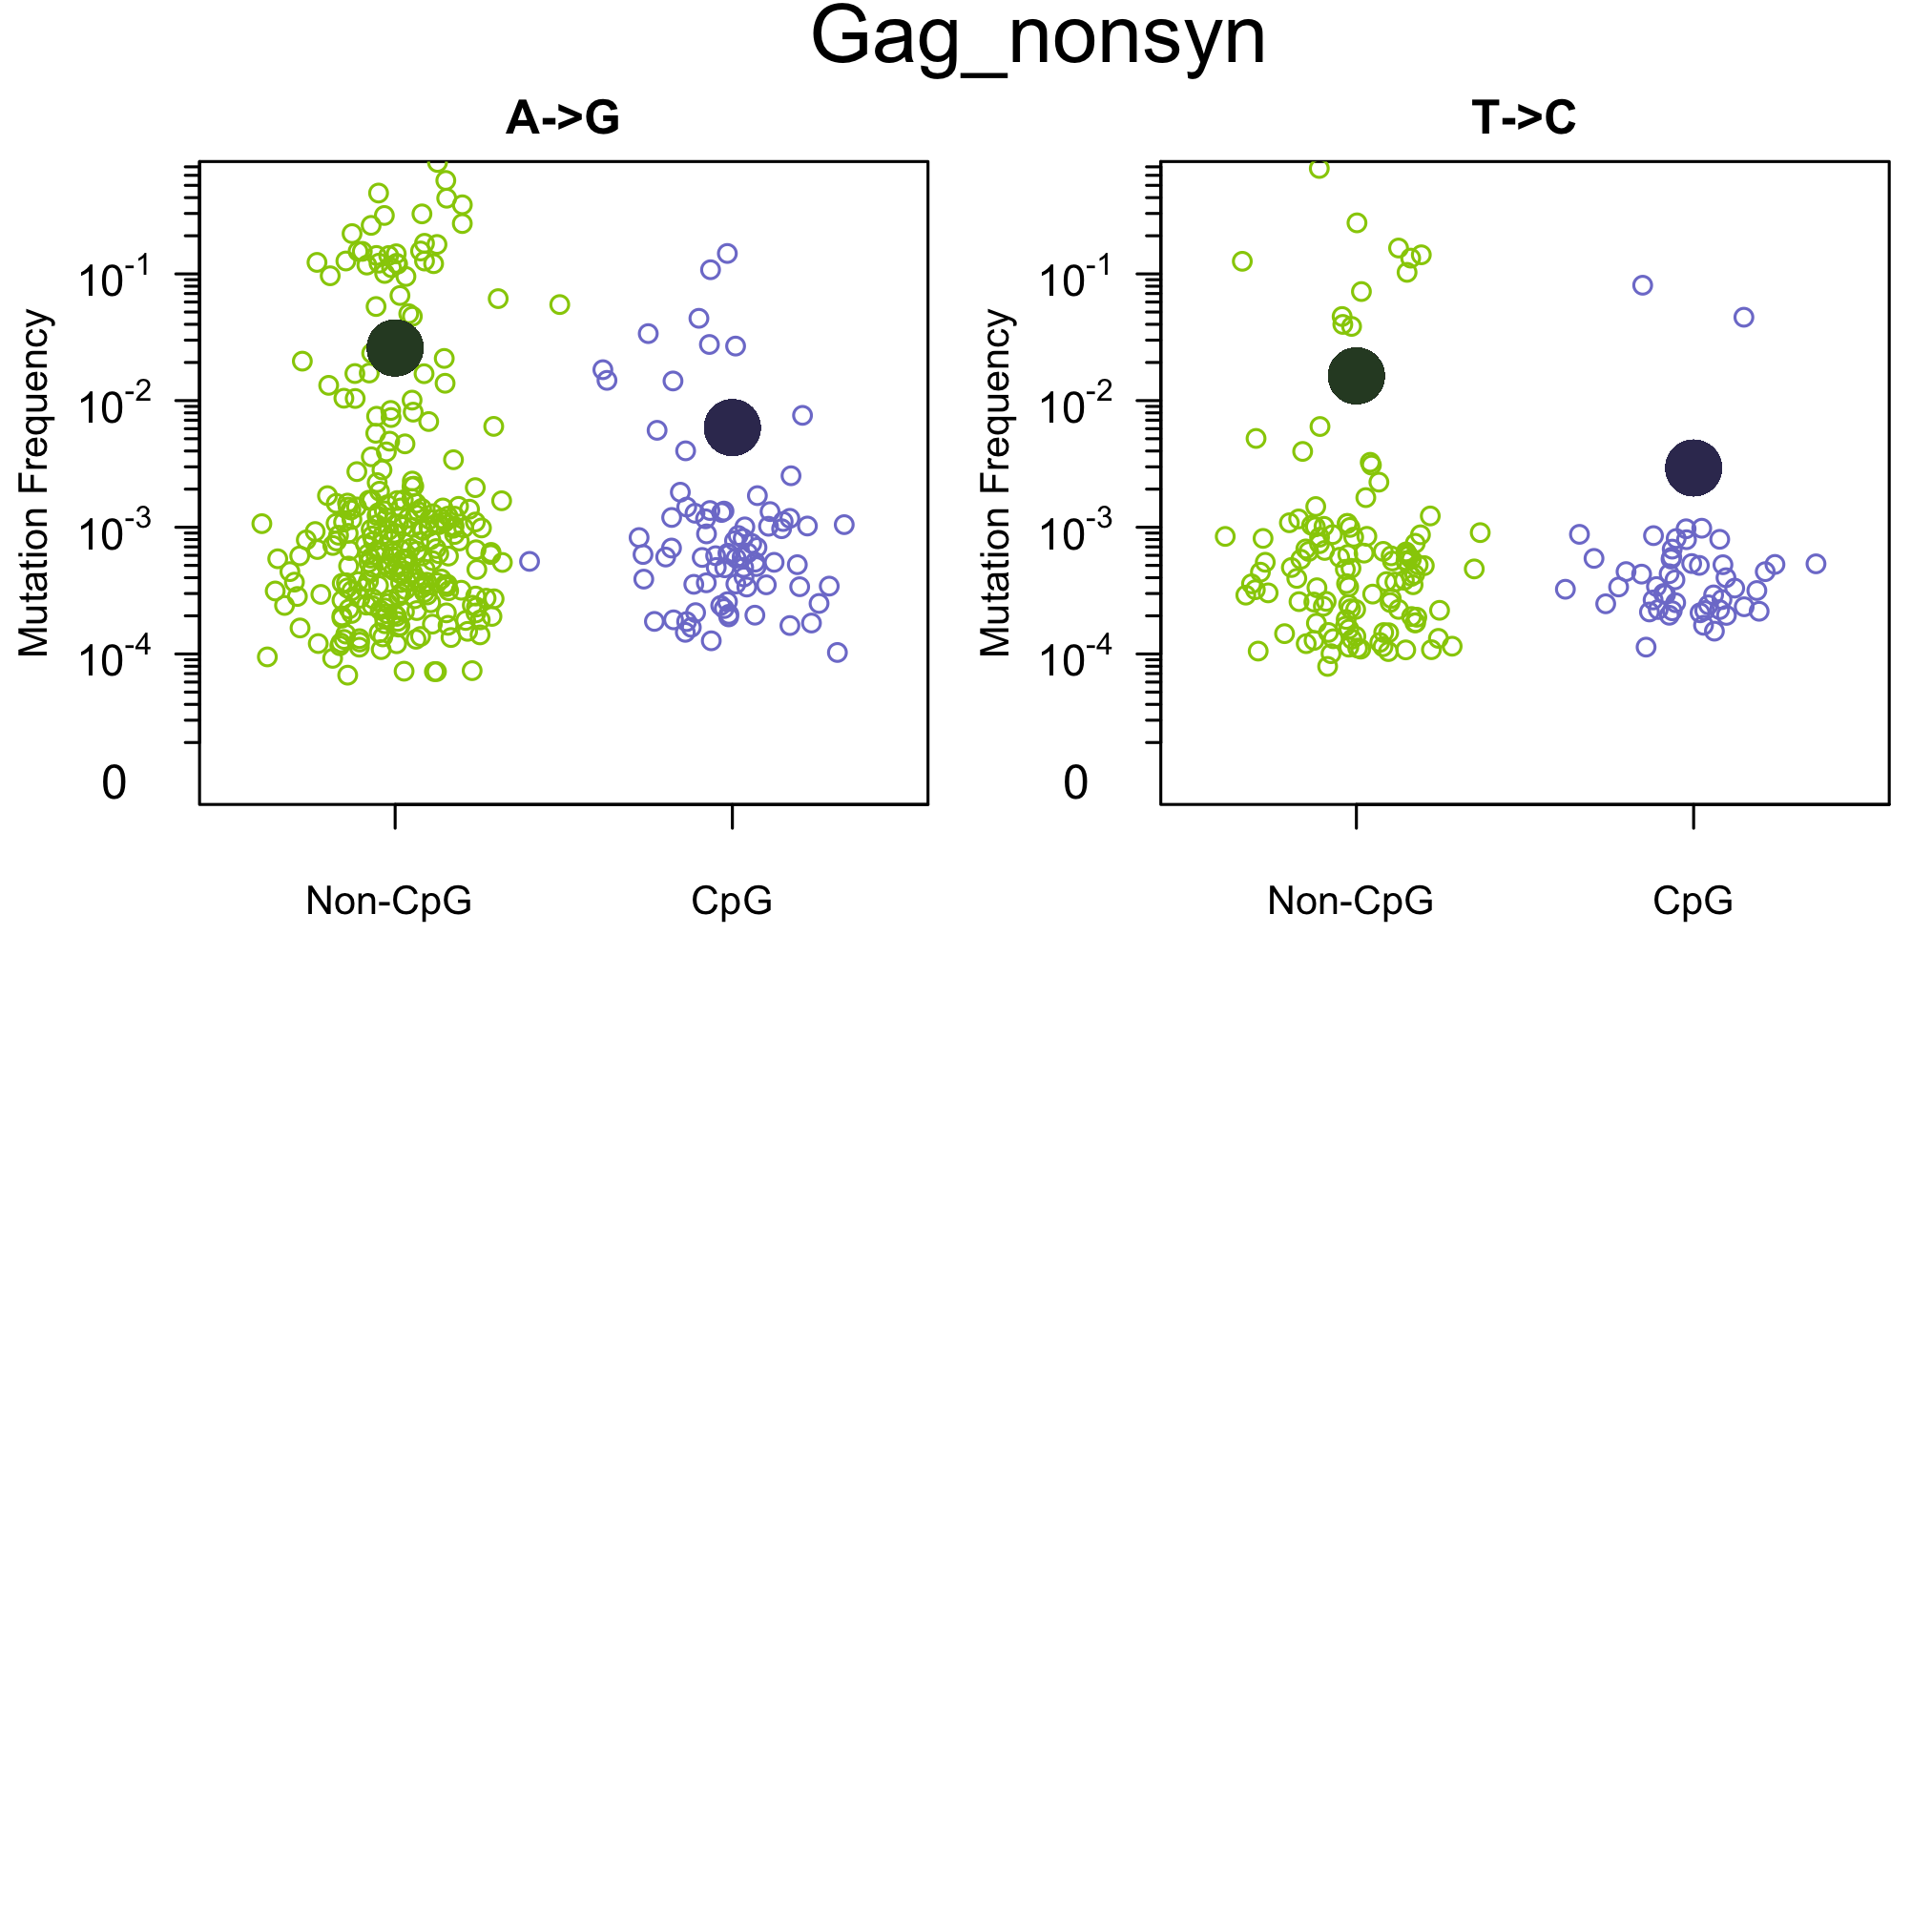 Gag_nonsyn
A->G
T->C
Mutation Frequency
10-1
10-2
10-3
10-4
0
Non-CpG
CpG
Mutation Frequency
10-1
10-2
10-3
10-4
0
Non-CpG
CpG